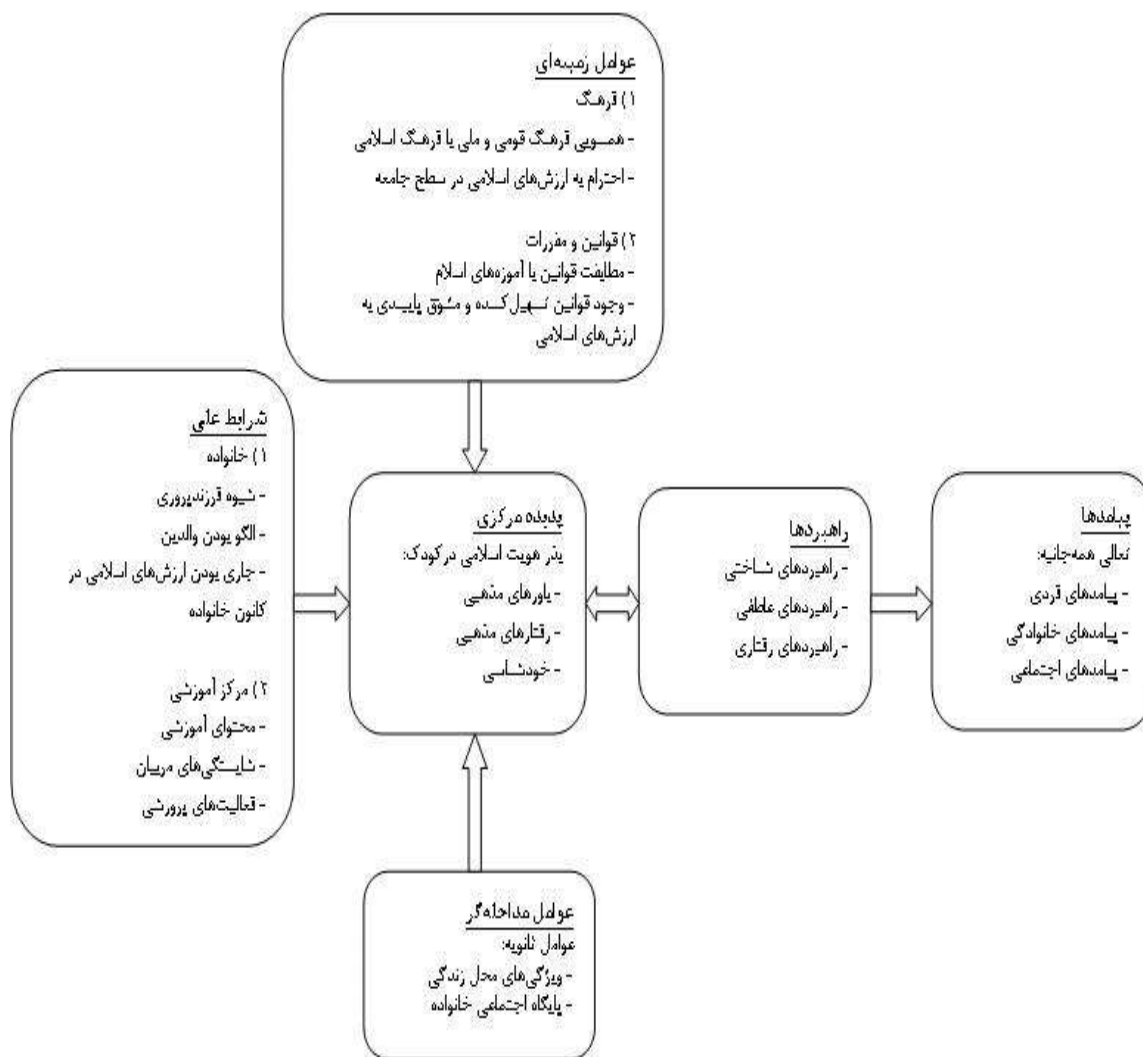 عوامل زمینه‌ای
۱) فرهنگ
- همسویی فرهنگ قومی و ملی با فرهنگ اسلامی
- احترام به ارزش‌های اسلامی در سطح جامعه
۲) قوانین و مقررات
- مطابقت قوانین با آموزه‌های اسلام
- وجود قوانین تسهیل کننده و مشوق پایبندی به
ارزش‌های اسلامی
شرایط علّی
۱) خانواده
- شیوه فرزندپروری
- الگو بودن والدین
- جاری بودن ارزش‌های اسلامی در
کانون خانواده
۲) مرکز آموزشی
- محتوای آموزشی
- شایستگی‌های مربیان
- فعالیت‌های پرورشی
پدیده مرکزی
بذر هویت اسلامی در کودک:
- باورهای مذهبی
- رفتارهای مذهبی
- خودشناسی
راهبردها
- راهبردهای شناختی
- راهبردهای عاطفی
- راهبردهای رفتاری
پیامدها
تعالی همه‌جانبه:
- پیامدهای فردی
- پیامدهای خانوادگی
- پیامدهای اجتماعی
عوامل مداخله‌گر
عوامل ثانویه:
- ویژگی‌های محل زندگی
- پایگاه اجتماعی خانواده